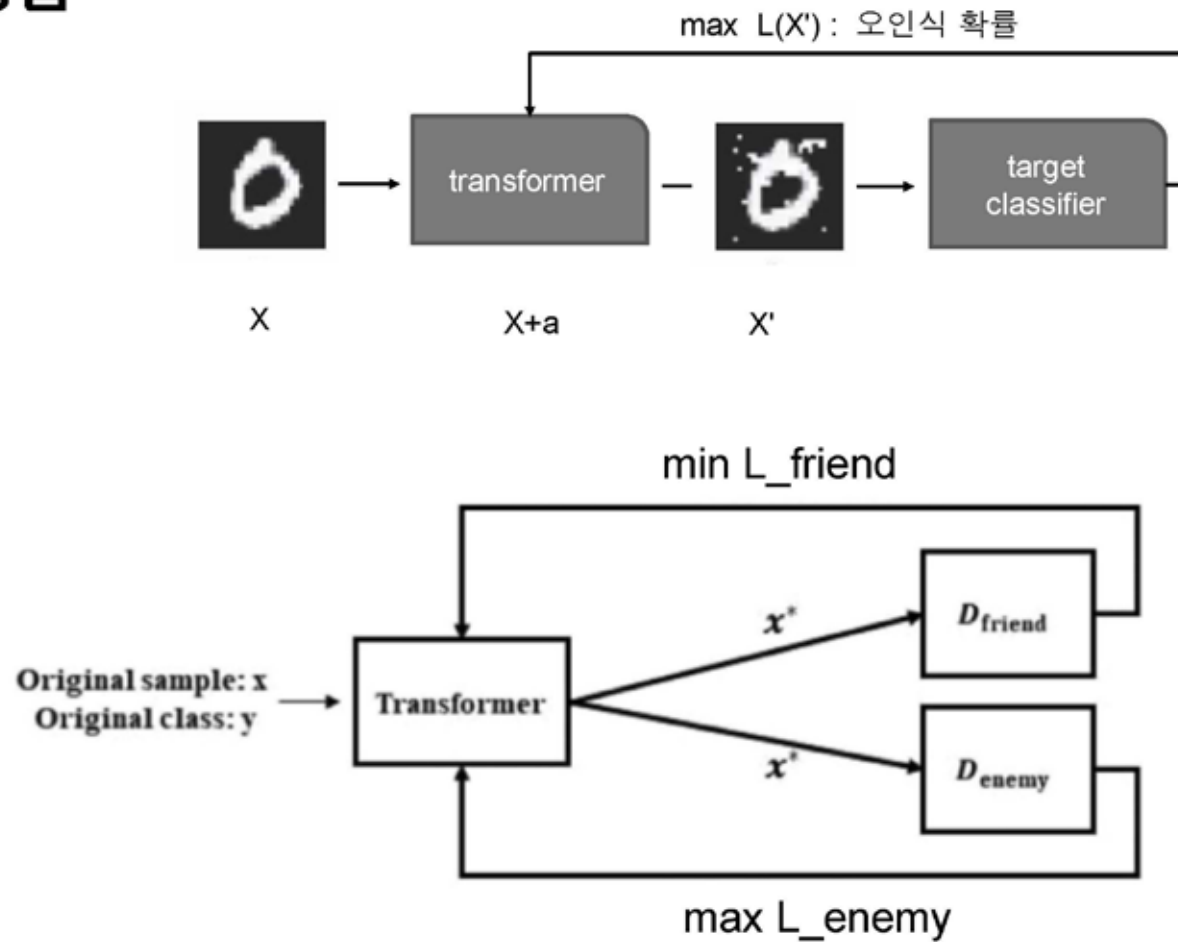 max L(X') : 오인식 확률
transformer
target
classifier
X
X+a
X'
min L_friend
x*
D_friend
Original sample: x
Original class: y
Transformer
x*
D_enemy
max L_enemy